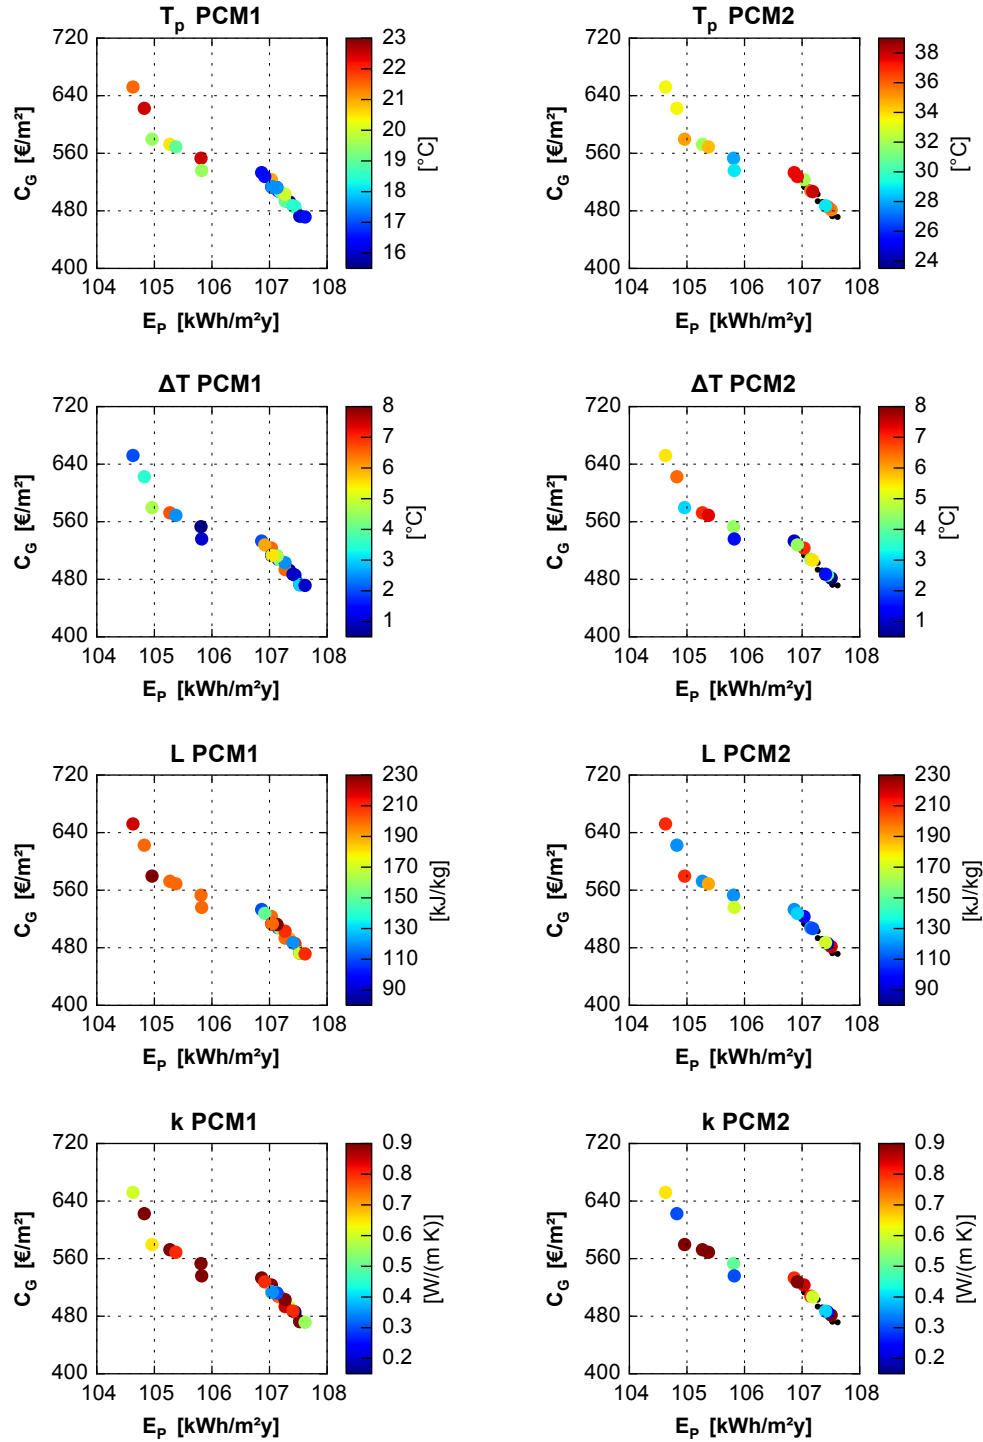 Tp PCM1
720
640
560
480
400
CG [€/m²]
104 105 106 107 108
EP [kWh/m²y]
23
22
21
20
19
18
17
16
[°C]
Tp PCM2
720
640
560
480
400
CG [€/m²]
104 105 106 107 108
EP [kWh/m²y]
38
36
34
32
30
28
26
24
[°C]
ΔT PCM1
720
640
560
480
400
CG [€/m²]
104 105 106 107 108
EP [kWh/m²y]
8
7
6
5
4
3
2
1
[°C]
ΔT PCM2
720
640
560
480
400
CG [€/m²]
104 105 106 107 108
EP [kWh/m²y]
8
7
6
5
4
3
2
1
[°C]
L PCM1
720
640
560
480
400
CG [€/m²]
104 105 106 107 108
EP [kWh/m²y]
230
210
190
170
150
130
110
90
[kJ/kg]
L PCM2
720
640
560
480
400
CG [€/m²]
104 105 106 107 108
EP [kWh/m²y]
230
210
190
170
150
130
110
90
[kJ/kg]
k PCM1
720
640
560
480
400
CG [€/m²]
104 105 106 107 108
EP [kWh/m²y]
0.9
0.8
0.7
0.6
0.5
0.4
0.3
0.2
[W/(m K)]
k PCM2
720
640
560
480
400
CG [€/m²]
104 105 106 107 108
EP [kWh/m²y]
0.9
0.8
0.7
0.6
0.5
0.4
0.3
0.2
[W/(m K)]